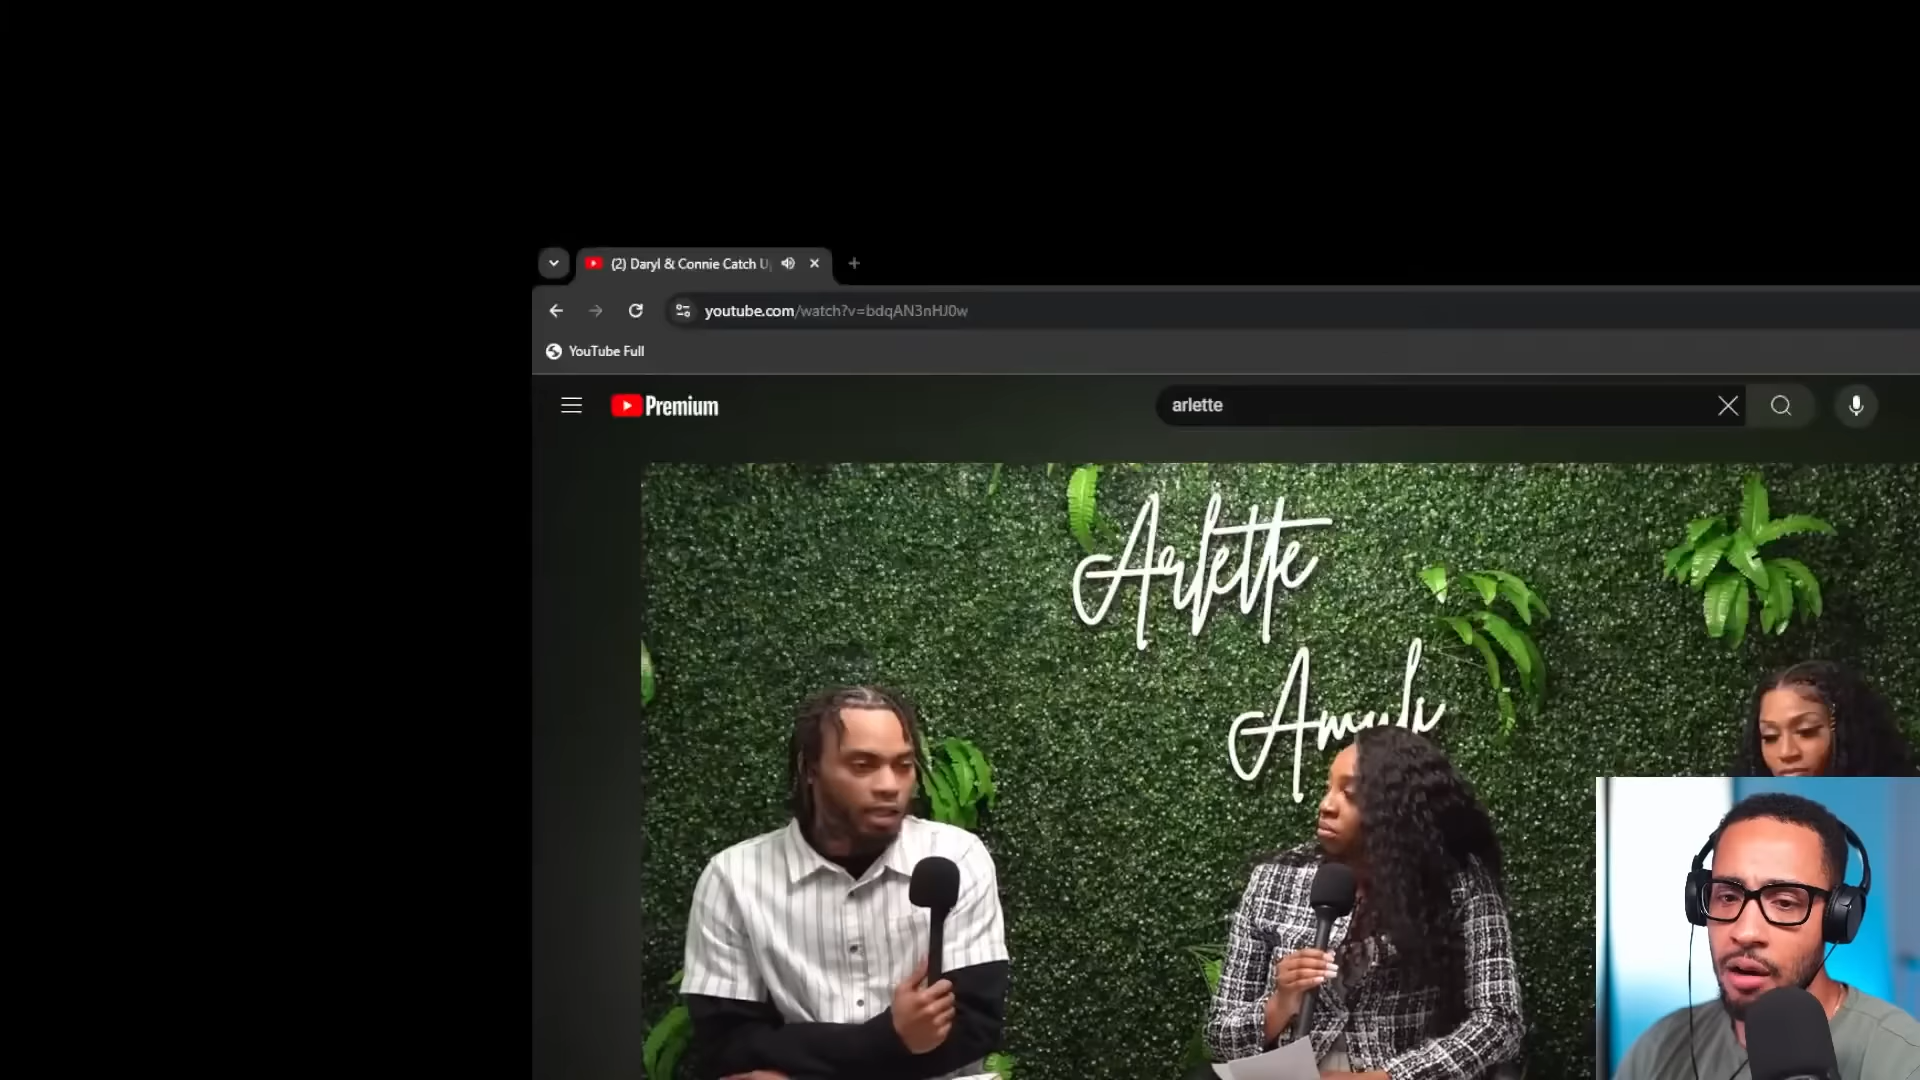 (2) Daryl & Connie Catch U
youtube.com/watch?v=bdqAN3nHJ0w
YouTube Full
Premium
arlette
Arlette